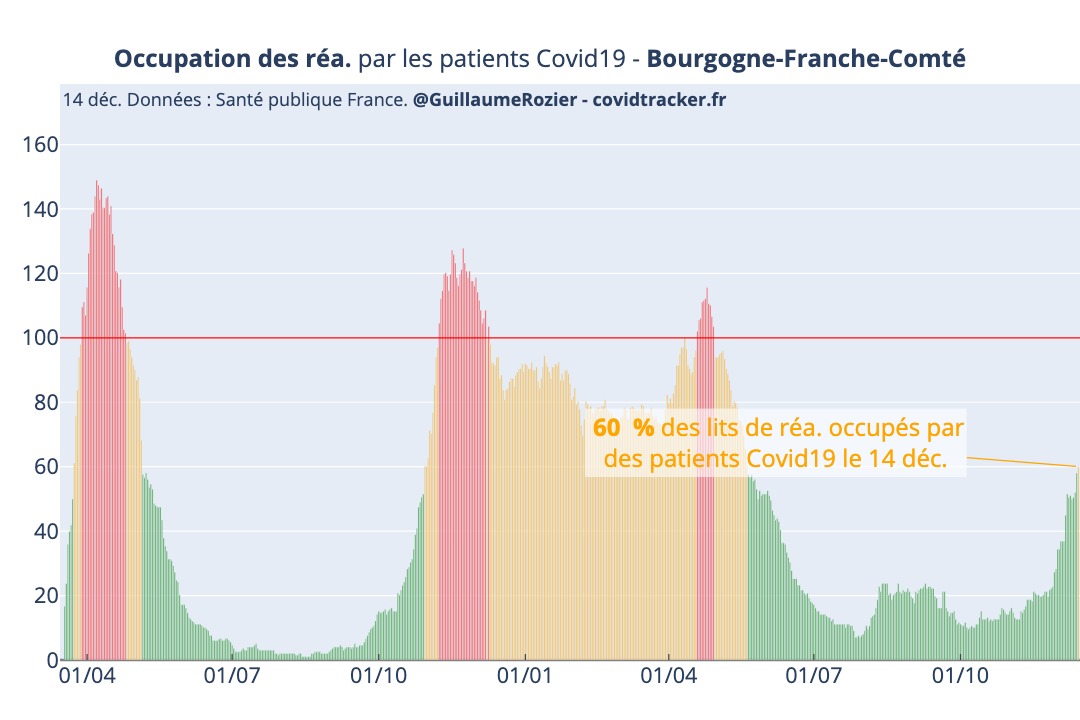 Occupation des réa. par les patients Covid19 - Bourgogne-Franche-Comté
14 déc. Données : Santé publique France. @GuillaumeRozier - covidtracker.fr
160
140
120
100
80
60
40
20
0
60 % des lits de réa. occupés par
des patients Covid19 le 14 déc.
01/04 01/07 01/10 01/01 01/04 01/07 01/10